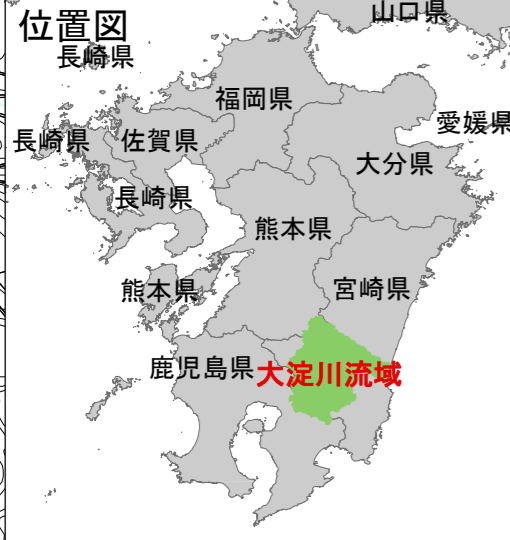 位置図
山口県
長崎県
福岡県
愛媛県
長崎県
佐賀県
大分県
長崎県
熊本県
熊本県
宮崎県
鹿児島県
大淀川流域